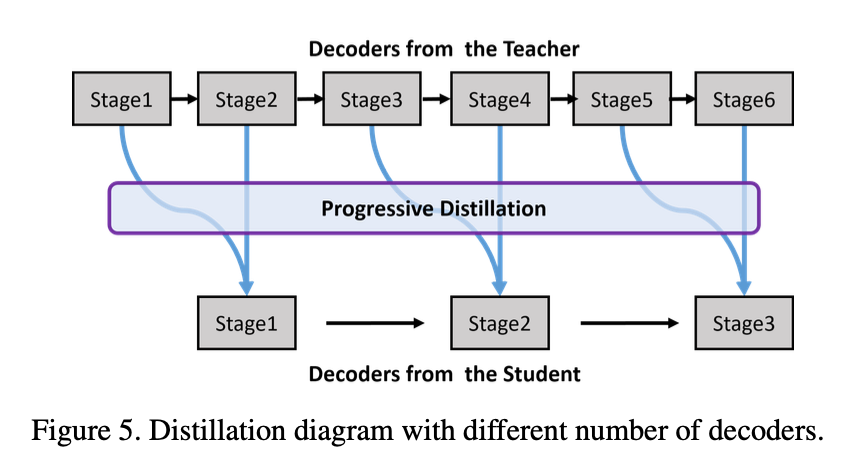 Decoders from the Teacher
Stage1 Stage2 Stage3 Stage4 Stage5 Stage6
Progressive Distillation
Stage1 Stage2 Stage3
Decoders from the Student
Figure 5. Distillation diagram with different number of decoders.